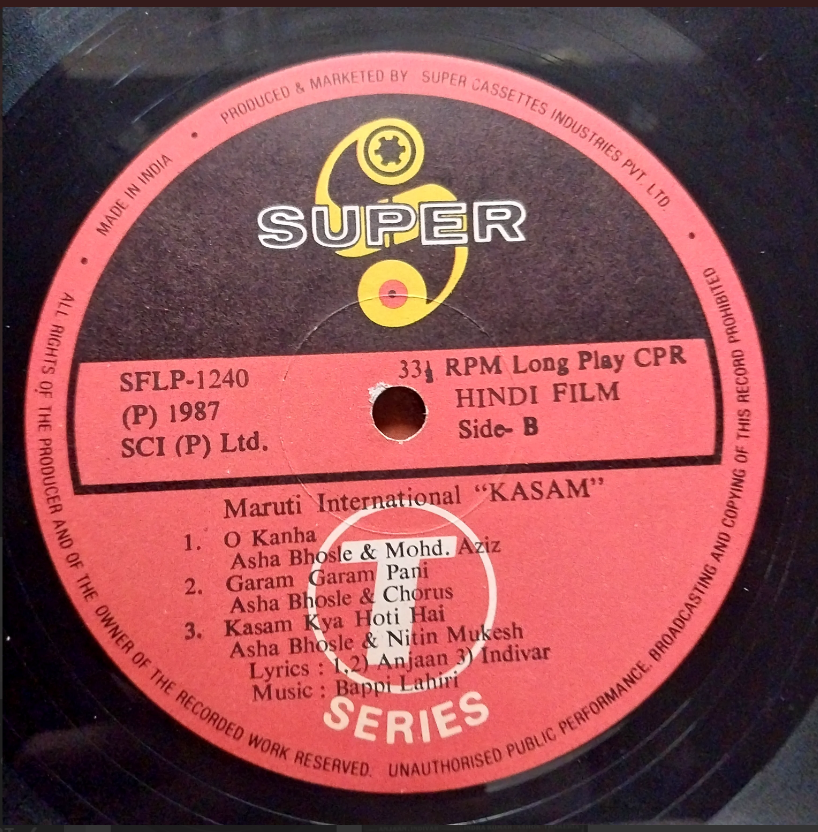 MADE IN INDIA • PRODUCED & MARKETED BY SUPER CASSETTES INDUSTRIES PVT. LTD. •
SUPER
SFLP-1240
(P) 1987
SCI (P) Ltd.
33⅓ RPM Long Play CPR
HINDI FILM
Side- B
Maruti International "KASAM"
1. O Kanha
Asha Bhosle & Mohd. Aziz
2. Garam Garam Pani
Asha Bhosle & Chorus
3. Kasam Kya Hoti Hai
Asha Bhosle & Nitin Mukesh
Lyrics : 1,2) Anjaan 3) Indivar
Music : Bappi Lahiri
T
SERIES
ALL RIGHTS OF THE PRODUCER AND OF THE OWNER OF THE RECORDED WORK RESERVED. UNAUTHORISED PUBLIC PERFORMANCE, BROADCASTING AND COPYING OF THIS RECORD PROHIBITED